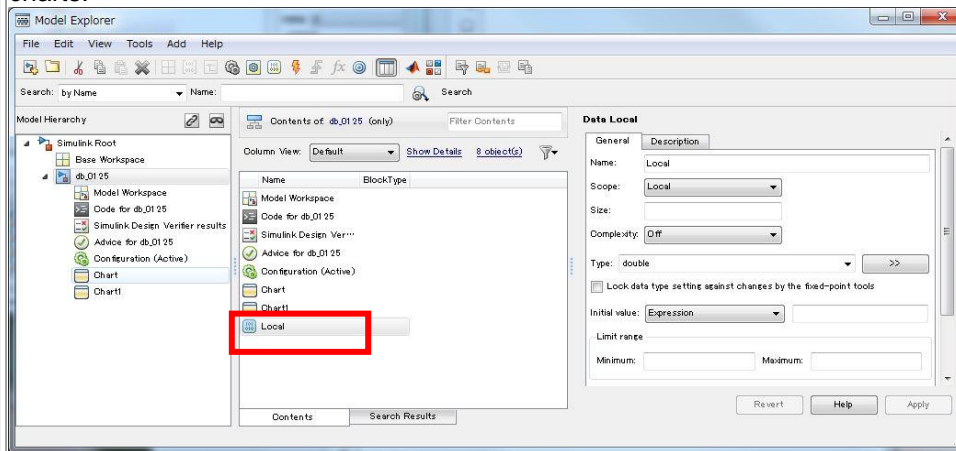 charts.
Model Explorer
File Edit View Tools Add Help
Search: by Name Name: Search
Model Hierarchy
Simulink Root
Base Workspace
db_01 25
Model Workspace
Code for db_01 25
Simulink Design Verifier results
Advice for db_01 25
Configuration (Active)
Chart
Chart1
Contents of: db_01 25 (only) Filter Contents
Column View: Default Show Details 8 object(s)
Name BlockType
Model Workspace
Code for db_01 25
Simulink Design Ver…
Advice for db_01 25
Configuration (Active)
Chart
Chart1
Local
Contents Search Results
Data Local
General Description
Name: Local
Scope: Local
Size:
Complexity: Off
Type: double >>
Lock data type setting against changes by the fixed-point tools
Initial value: Expression
Limit range
Minimum: Maximum:
Revert Help Apply